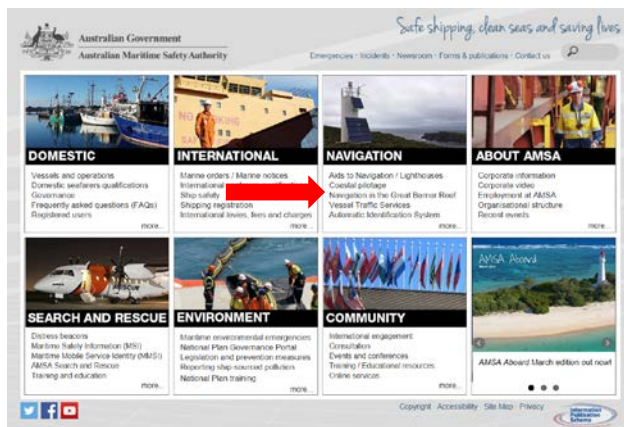 Australian Government
Australian Maritime Safety Authority
Safe shipping, clean seas and saving lives
Emergencies · Incidents · Newsroom · Forms & publications · Contact us
NO SMOKING
DOMESTIC
Vessels and operations
Domestic seafarers qualifications
Governance
Frequently asked questions (FAQs)
Registered users
more...
INTERNATIONAL
Marine orders / Marine notices
International
Ship safety
Shipping registration
International levies, fees and charges
more...
NAVIGATION
Aids to Navigation / Lighthouses
Coastal pilotage
Navigation in the Great Barrier Reef
Vessel Traffic Services
Automatic Identification System
more...
ABOUT AMSA
Corporate information
Corporate video
Employment at AMSA
Organisational structure
Recent events
more...
SEARCH AND RESCUE
Distress beacons
Maritime Safety Information (MSI)
Maritime Mobile Service Identity (MMSI)
AMSA Search and Rescue
Training and education
more...
ENVIRONMENT
Maritime environmental emergencies
National Plan Governance Portal
Legislation and prevention measures
Reporting ship-sourced pollution
National Plan training
more...
COMMUNITY
International engagement
Consultation
Events and conferences
Training / Educational resources
Online services
more...
AMSA Aboard
AMSA Aboard March edition out now!
Copyright · Accessibility · Site Map · Privacy
Information
Publication
Scheme